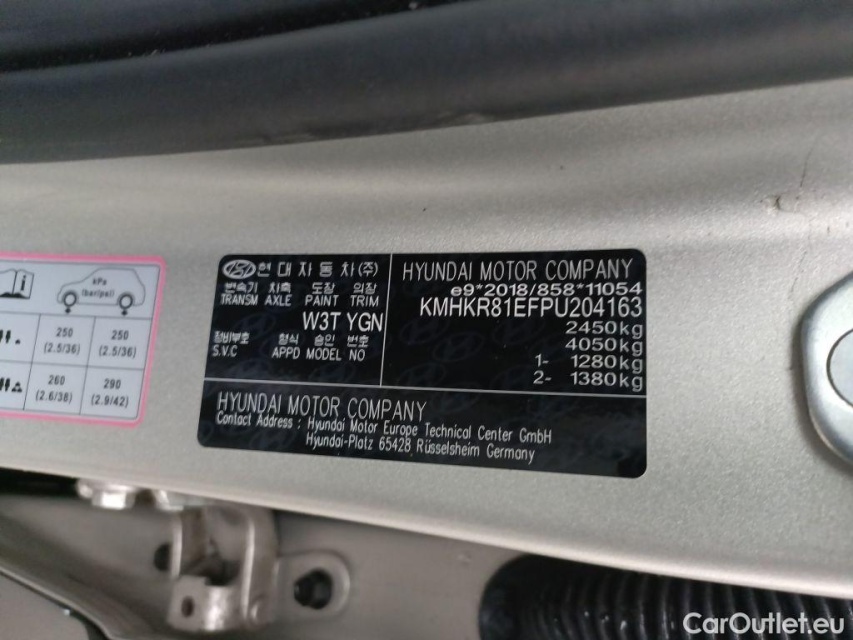 kPa
(bar/psi)
250
(2.5/36)
250
(2.5/36)
260
(2.6/38)
290
(2.9/42)
현 대 자 동 차 (주)
변속기 차축 도장 의장
TRANSM AXLE PAINT TRIM
W3T YGN
장비부호 형식 승인 번호
S.V.C APPD MODEL NO
HYUNDAI MOTOR COMPANY
e9*2018/858*11054
KMHKR81EFPU204163
2450kg
4050kg
1- 1280kg
2- 1380kg
HYUNDAI MOTOR COMPANY
Contact Address : Hyundai Motor Europe Technical Center GmbH
Hyundai-Platz 65428 Rüsselsheim Germany
CarOutlet.eu